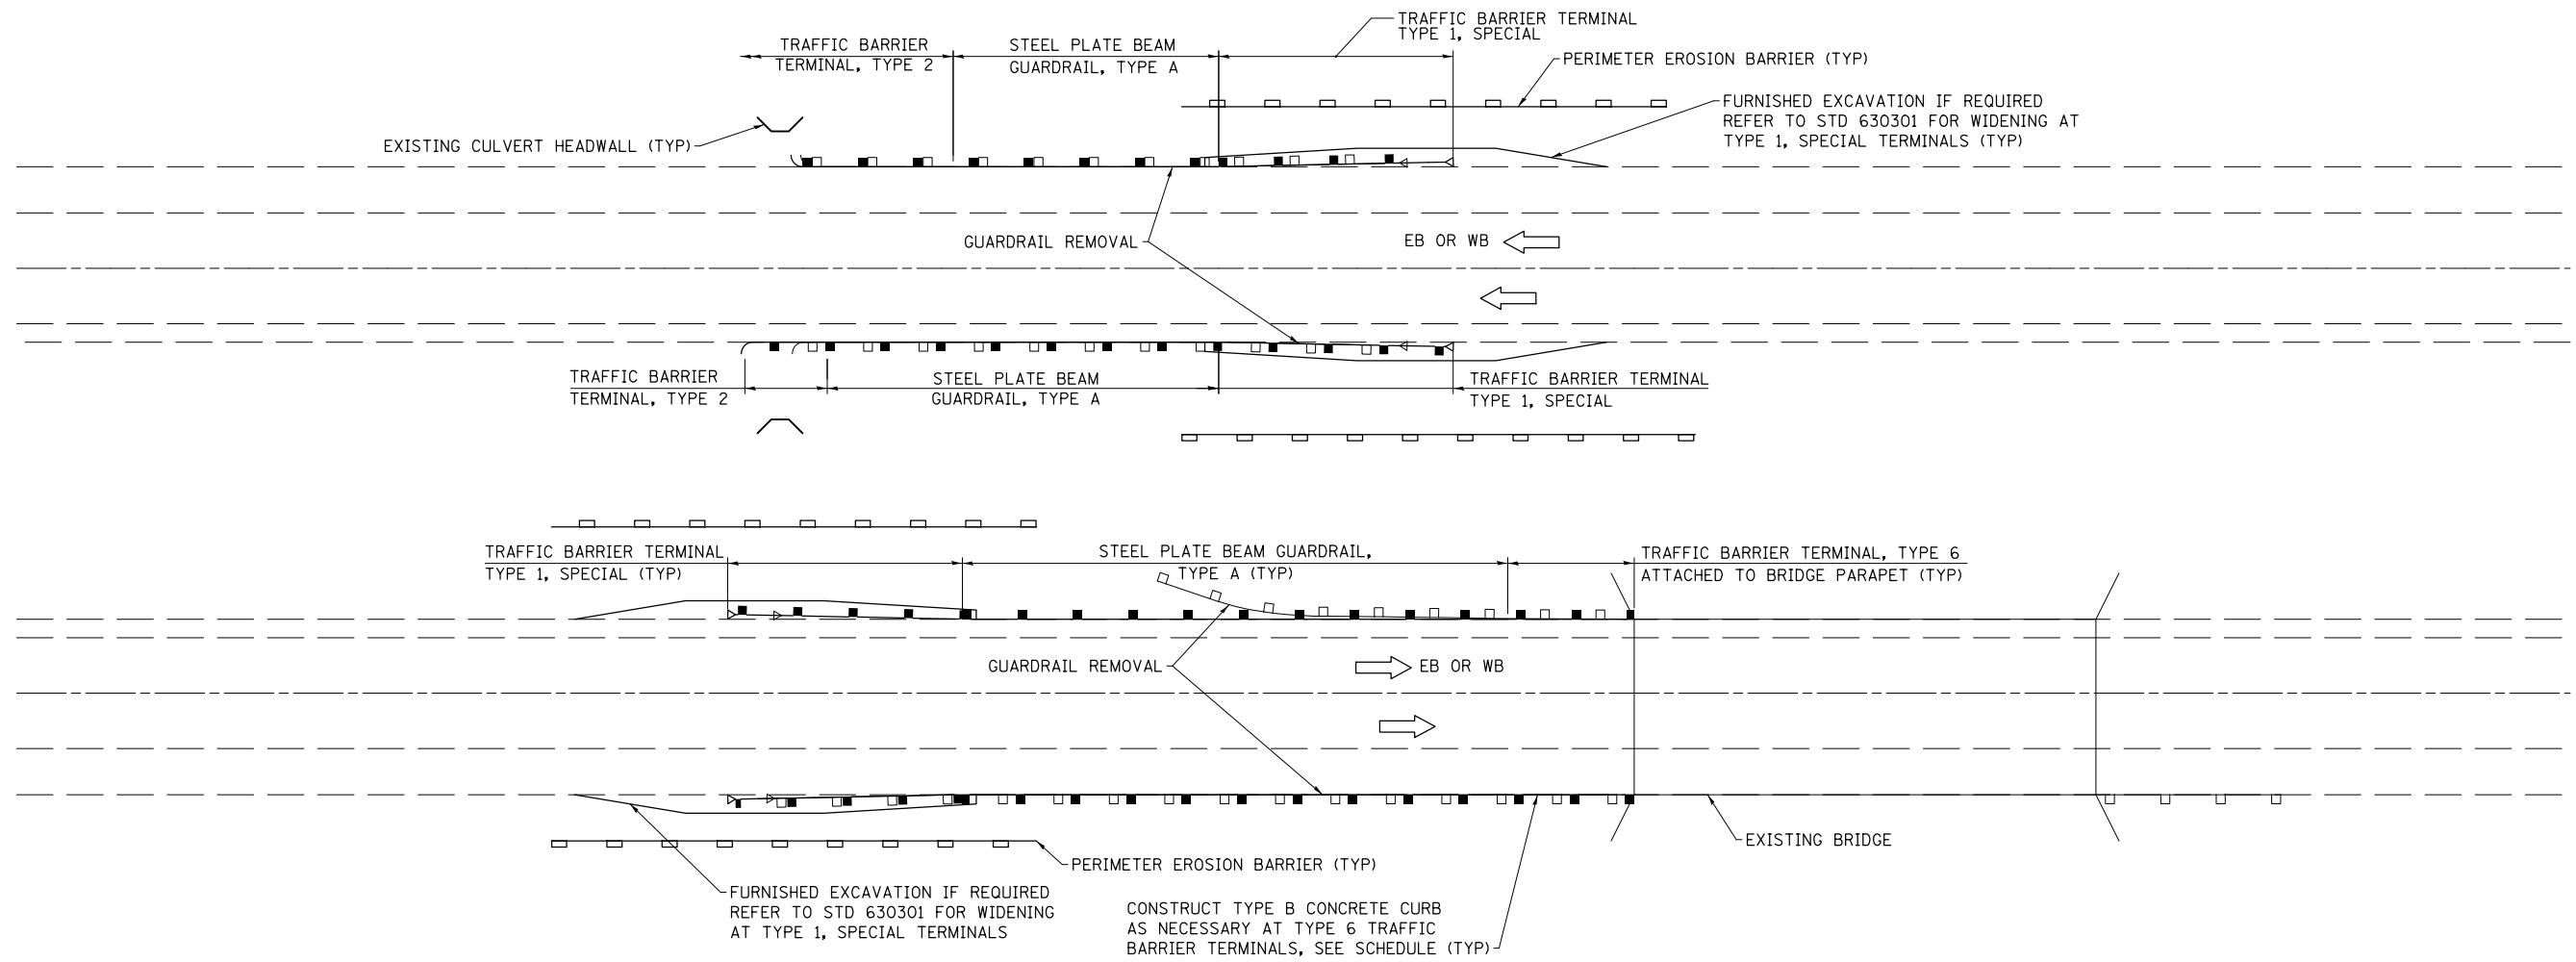 TRAFFIC BARRIER TERMINAL
TYPE 1, SPECIAL
TRAFFIC BARRIER
TERMINAL, TYPE 2
STEEL PLATE BEAM
GUARDRAIL, TYPE A
PERIMETER EROSION BARRIER (TYP)
FURNISHED EXCAVATION IF REQUIRED
REFER TO STD 630301 FOR WIDENING AT
TYPE 1, SPECIAL TERMINALS (TYP)
EXISTING CULVERT HEADWALL (TYP)
GUARDRAIL REMOVAL
EB OR WB
TRAFFIC BARRIER
TERMINAL, TYPE 2
STEEL PLATE BEAM
GUARDRAIL, TYPE A
TRAFFIC BARRIER TERMINAL
TYPE 1, SPECIAL
TRAFFIC BARRIER TERMINAL
TYPE 1, SPECIAL (TYP)
STEEL PLATE BEAM GUARDRAIL,
TYPE A (TYP)
TRAFFIC BARRIER TERMINAL, TYPE 6
ATTACHED TO BRIDGE PARAPET (TYP)
GUARDRAIL REMOVAL
EB OR WB
EXISTING BRIDGE
PERIMETER EROSION BARRIER (TYP)
FURNISHED EXCAVATION IF REQUIRED
REFER TO STD 630301 FOR WIDENING
AT TYPE 1, SPECIAL TERMINALS
CONSTRUCT TYPE B CONCRETE CURB
AS NECESSARY AT TYPE 6 TRAFFIC
BARRIER TERMINALS, SEE SCHEDULE (TYP)